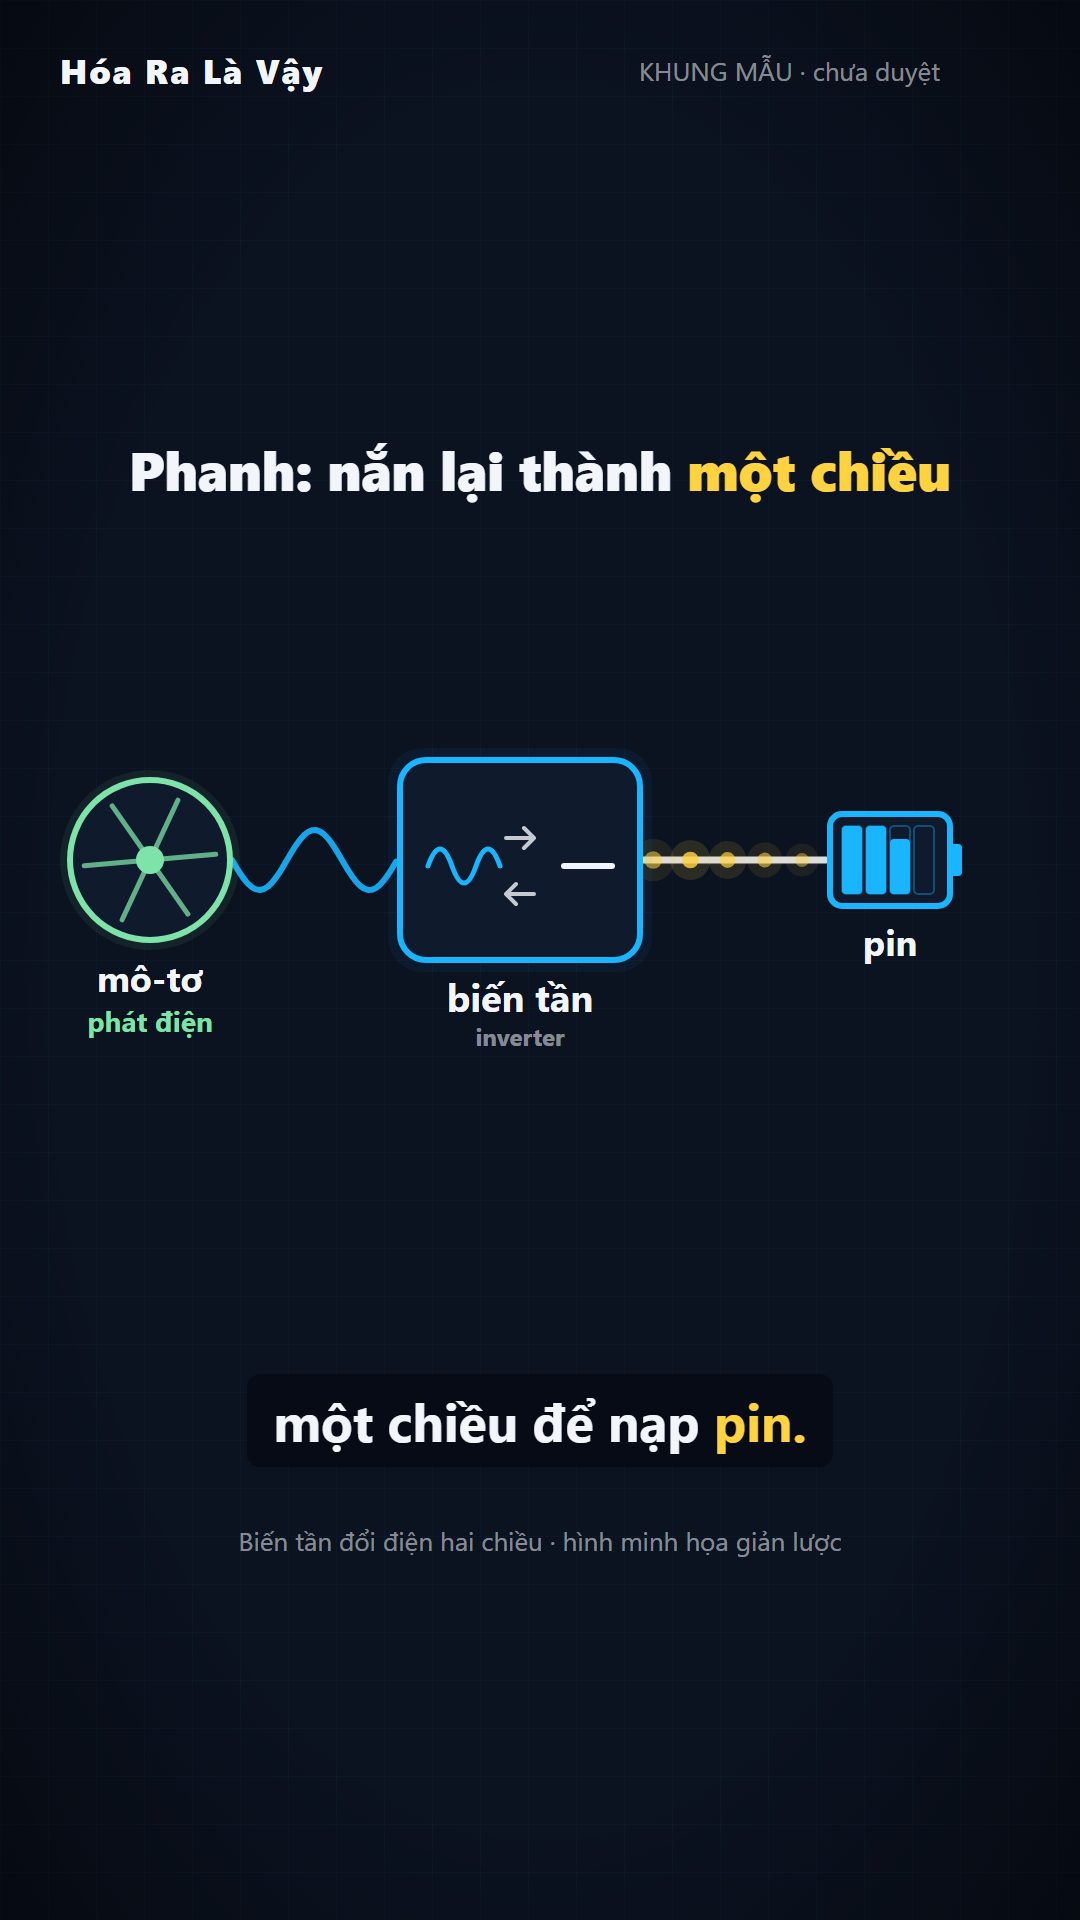 Hóa Ra Là Vậy
KHUNG MẪU · chưa duyệt
Phanh: nắn lại thành một chiều
mô-tơ
phát điện
biến tần
inverter
pin
một chiều để nạp pin.
Biến tần đổi điện hai chiều · hình minh họa giản lược